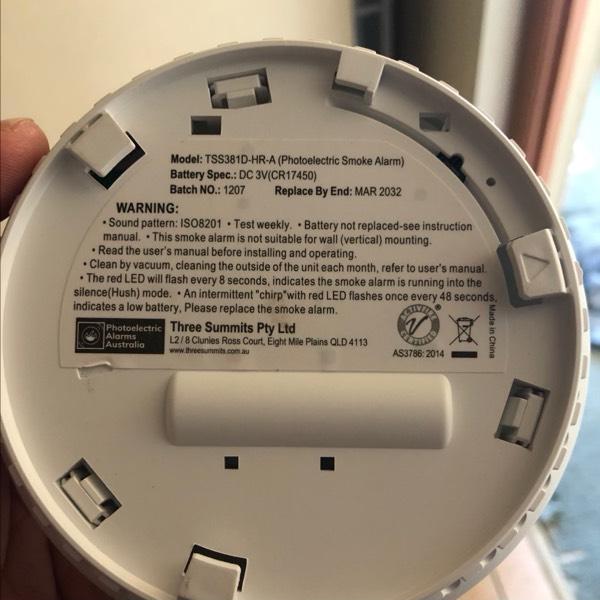 Model: TSS381D-HR-A (Photoelectric Smoke Alarm)
Battery Spec.: DC 3V(CR17450)
Batch NO.: 1207 Replace By End: MAR 2032
WARNING:
• Sound pattern: ISO8201 • Test weekly. • Battery not replaced-see instruction
manual. • This smoke alarm is not suitable for wall (vertical) mounting.
• Read the user's manual before installing and operating.
• Clean by vacuum, cleaning the outside of the unit each month, refer to user's manual.
• The red LED will flash every 8 seconds, indicates the smoke alarm is running into the
silence(Hush) mode. • An intermittent "chirp"with red LED flashes once every 48 seconds,
indicates a low battery, Please replace the smoke alarm.
Photoelectric
Alarms
Australia
Three Summits Pty Ltd
L2 / 8 Clunies Ross Court, Eight Mile Plains QLD 4113
www.threesummits.com.au
AS3786: 2014
Made in China